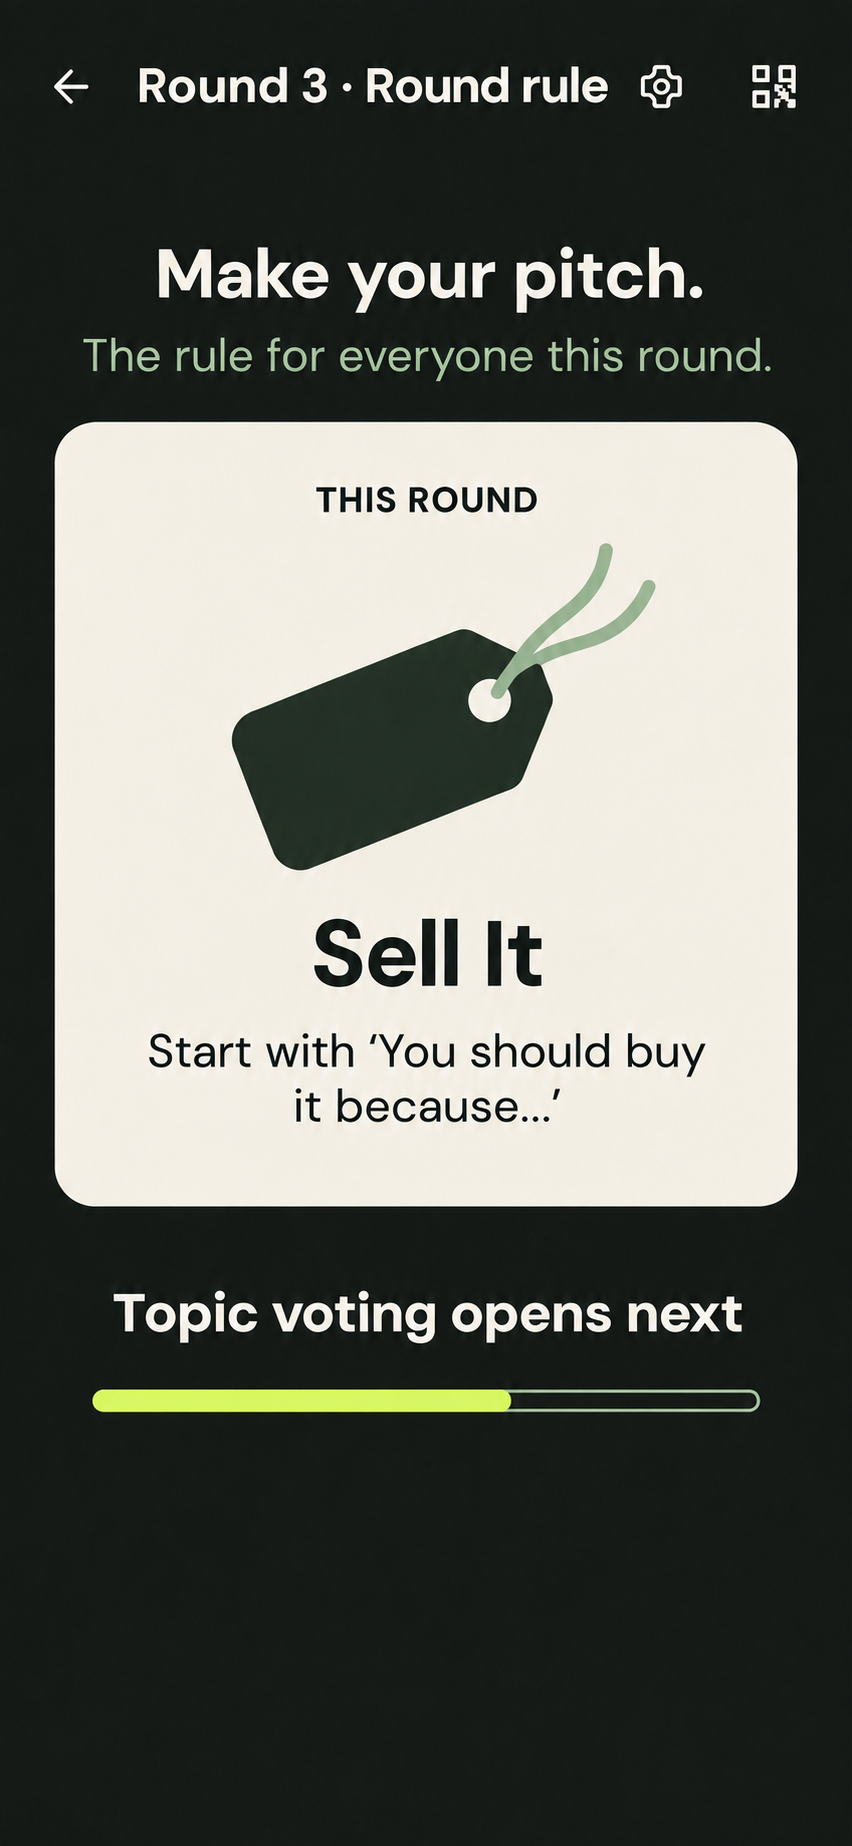 Round 3 · Round rule
Make your pitch.
The rule for everyone this round.
THIS ROUND
Sell It
Start with ‘You should buy
it because...’
Topic voting opens next